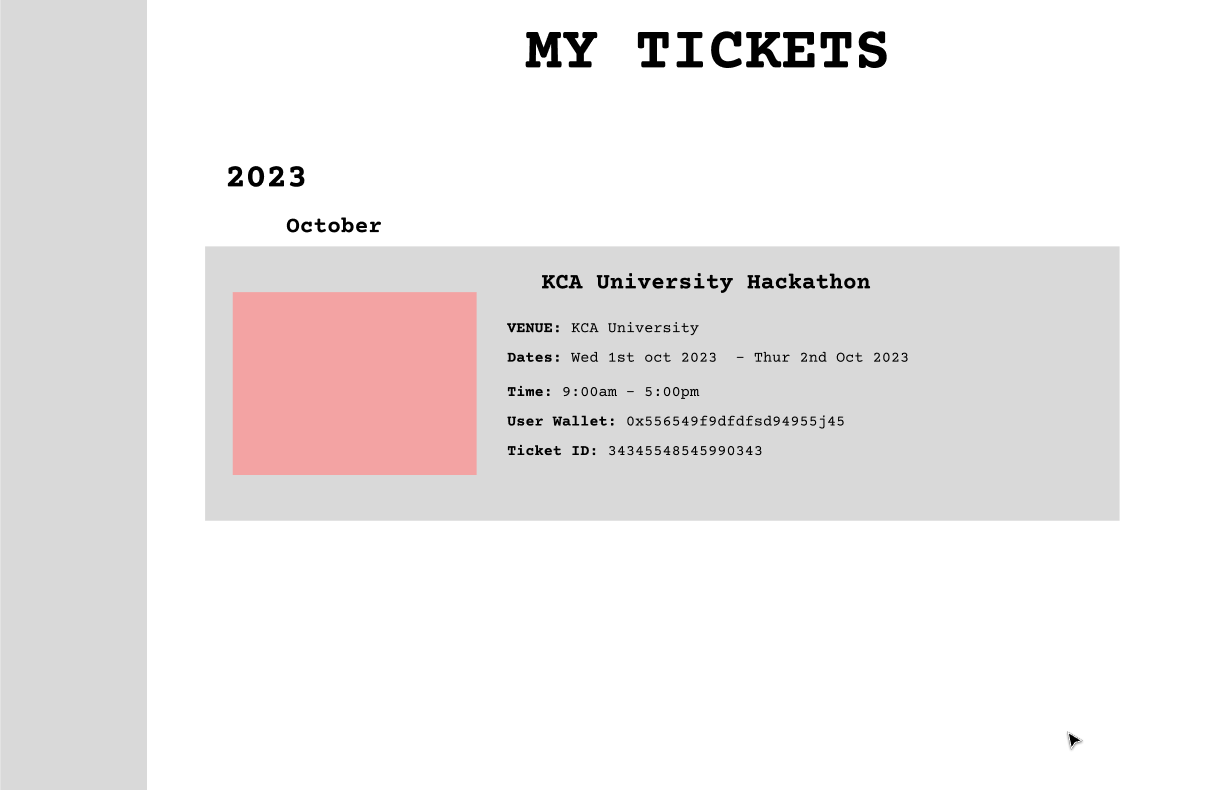 MY TICKETS
2023
October
KCA University Hackathon
VENUE: KCA University
Dates: Wed 1st oct 2023 - Thur 2nd Oct 2023
Time: 9:00am - 5:00pm
User Wallet: 0x556549f9dfdfsd94955j45
Ticket ID: 34345548545990343